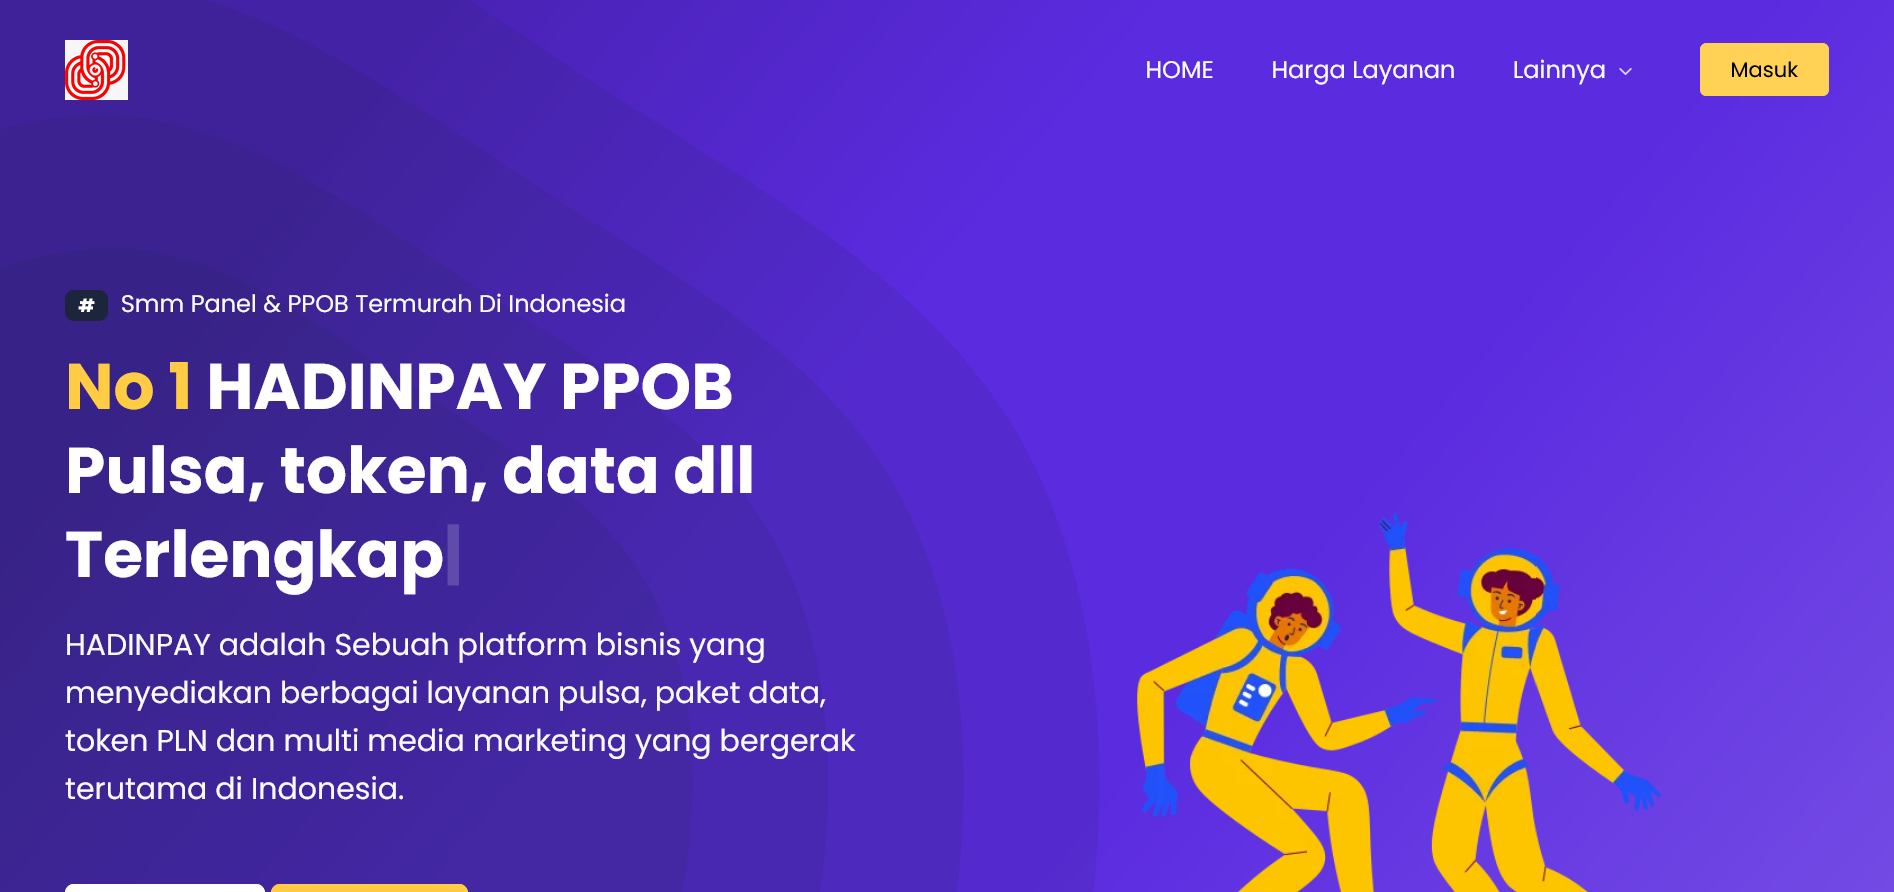 HOME
Harga Layanan
Lainnya
Masuk
# Smm Panel & PPOB Termurah Di Indonesia
No 1 HADINPAY PPOB
Pulsa, token, data dll
Terlengkap
HADINPAY adalah Sebuah platform bisnis yang
menyediakan berbagai layanan pulsa, paket data,
token PLN dan multi media marketing yang bergerak
terutama di Indonesia.